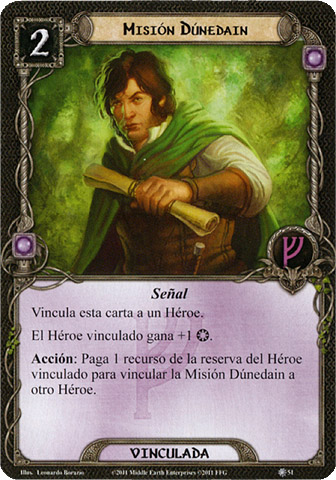 Misión Dúnedain
2
Señal
Vincula esta carta a un Héroe.
El Héroe vinculado gana +1 .
Acción: Paga 1 recurso de la reserva del Héroe
vinculado para vincular la Misión Dúnedain a
otro Héroe.
VINCULADA
Illus. Leonardo Borazio ©2011 Middle Earth Enterprises ©2011 FFG 51